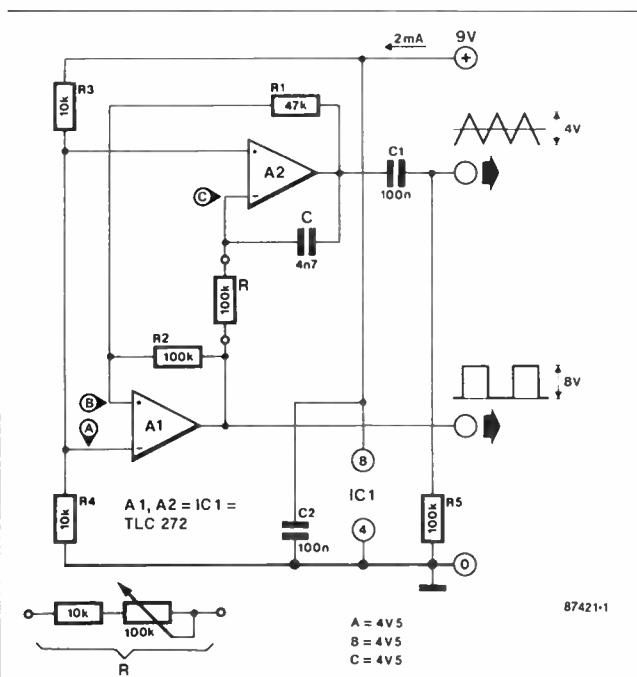 2mA
9V
+
R3
10k
R1
47k
4V
+
A2
−
C
C1
100n
C
4n7
R
100k
R2
100k
8V
B
+
A1
A
−
8
IC1
4
R4
10k
A1, A2 = IC1 =
TLC 272
C2
100n
R5
100k
0
10k
100k
R
87421-1
A = 4V5
B = 4V5
C = 4V5